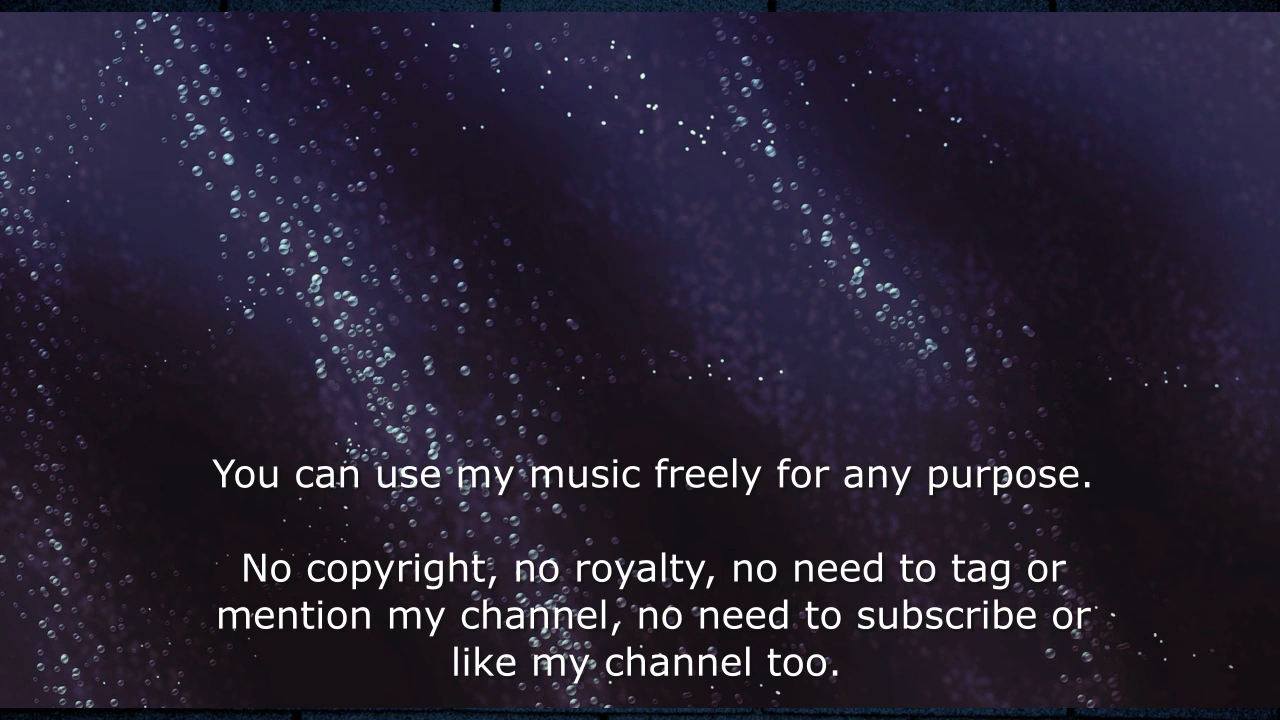 You can use my music freely for any purpose.
No copyright, no royalty, no need to tag or
mention my channel, no need to subscribe or
like my channel too.